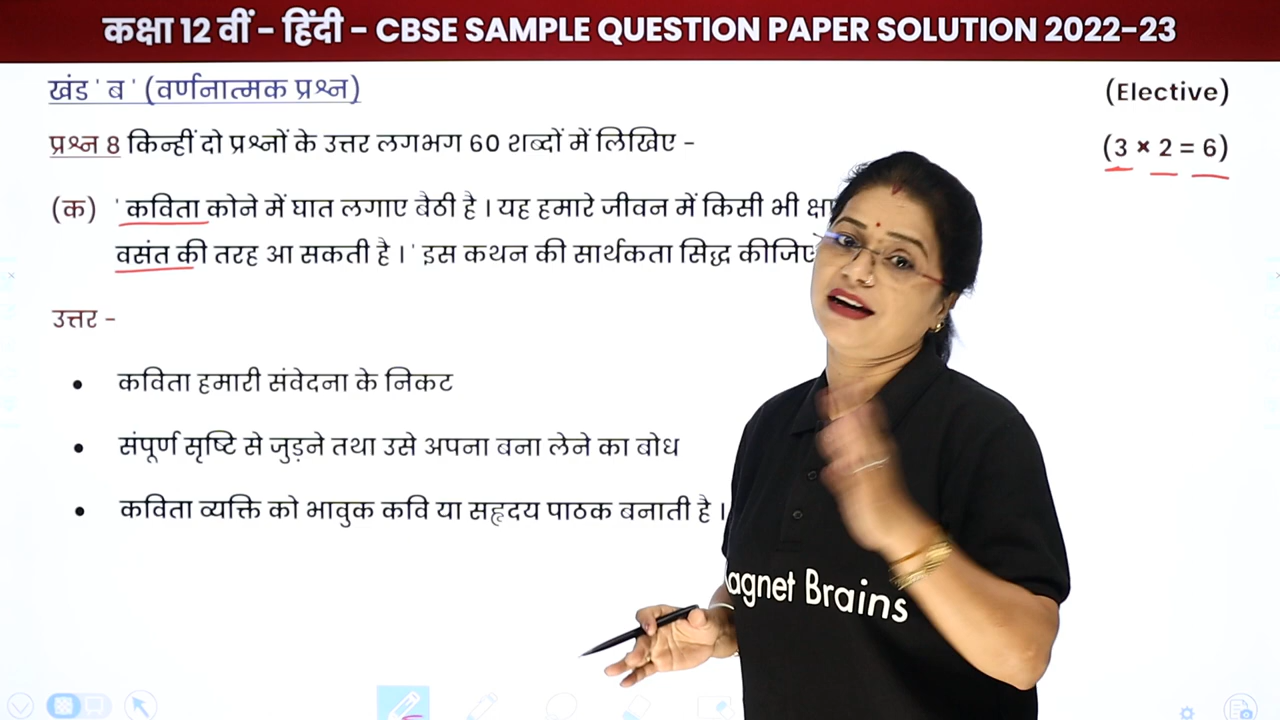 कक्षा 12 वीं - हिंदी - CBSE SAMPLE QUESTION PAPER SOLUTION 2022-23
खंड ' ब ' (वर्णनात्मक प्रश्न)
(Elective)
प्रश्न 8 किन्हीं दो प्रश्नों के उत्तर लगभग 60 शब्दों में लिखिए -
(3 × 2 = 6)
(क) ' कविता कोने में घात लगाए बैठी है । यह हमारे जीवन में किसी भी
वसंत की तरह आ सकती है । ' इस कथन की सार्थकता सिद्ध कीजिए
उत्तर -
• कविता हमारी संवेदना के निकट
• संपूर्ण सृष्टि से जुड़ने तथा उसे अपना बना लेने का बोध
• कविता व्यक्ति को भावुक कवि या सहृदय पाठक बनाती है ।
agnet Brains